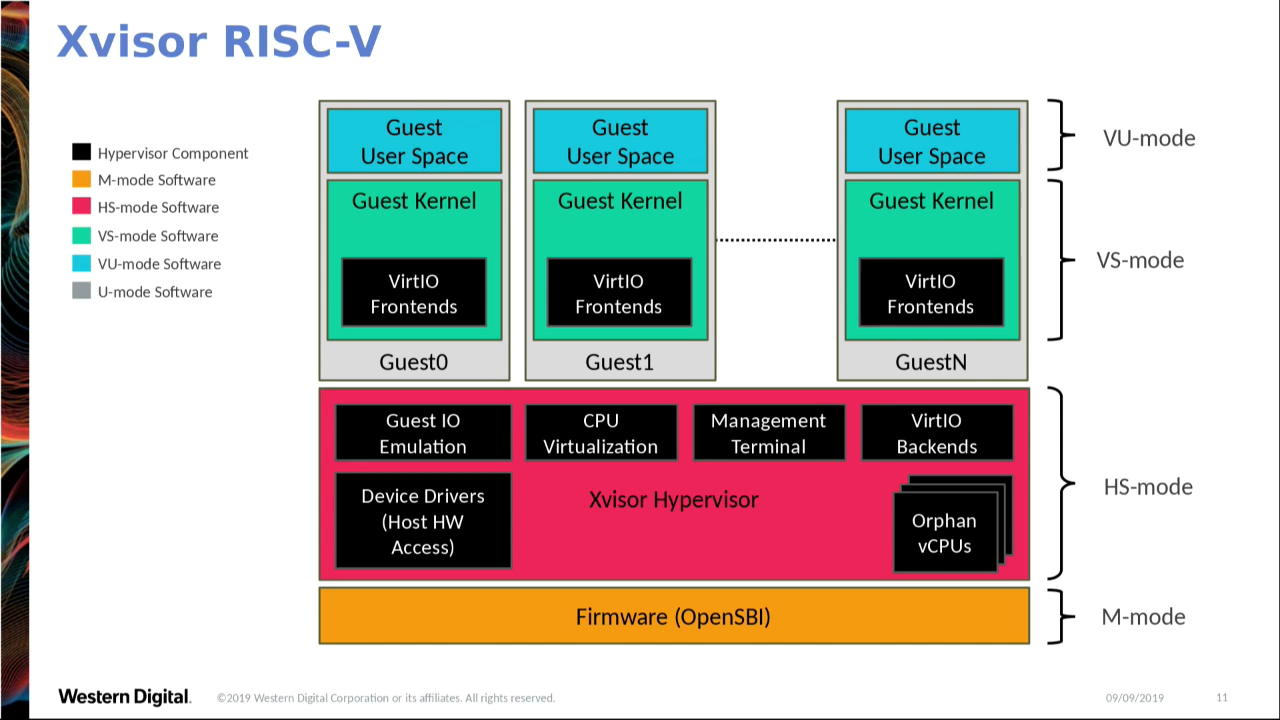 Xvisor RISC-V
Hypervisor Component
M-mode Software
HS-mode Software
VS-mode Software
VU-mode Software
U-mode Software
Guest
User Space
Guest Kernel
VirtIO
Frontends
Guest0
Guest
User Space
Guest Kernel
VirtIO
Frontends
Guest1
Guest
User Space
Guest Kernel
VirtIO
Frontends
GuestN
VU-mode
VS-mode
Guest IO
Emulation
CPU
Virtualization
Management
Terminal
VirtIO
Backends
Device Drivers
(Host HW
Access)
Xvisor Hypervisor
Orphan
vCPUs
HS-mode
Firmware (OpenSBI)
M-mode
Western Digital.
©2019 Western Digital Corporation or its affiliates. All rights reserved.
09/09/2019
11